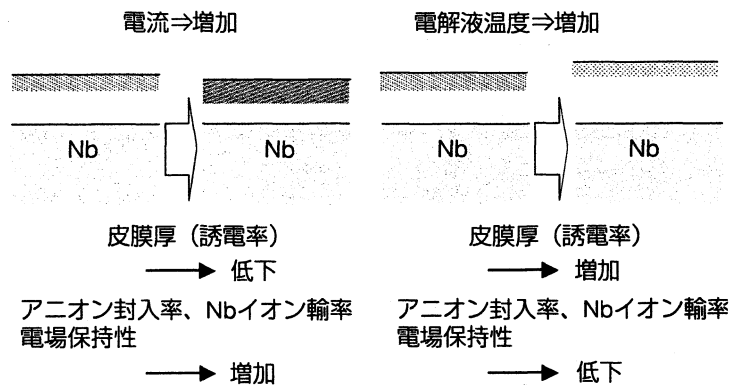 電流⇒増加
Nb
Nb
皮膜厚（誘電率）
低下
アニオン封入率、Nbイオン輸率
電場保持性
増加
電解液温度⇒増加
Nb
Nb
皮膜厚（誘電率）
増加
アニオン封入率、Nbイオン輸率
電場保持性
低下